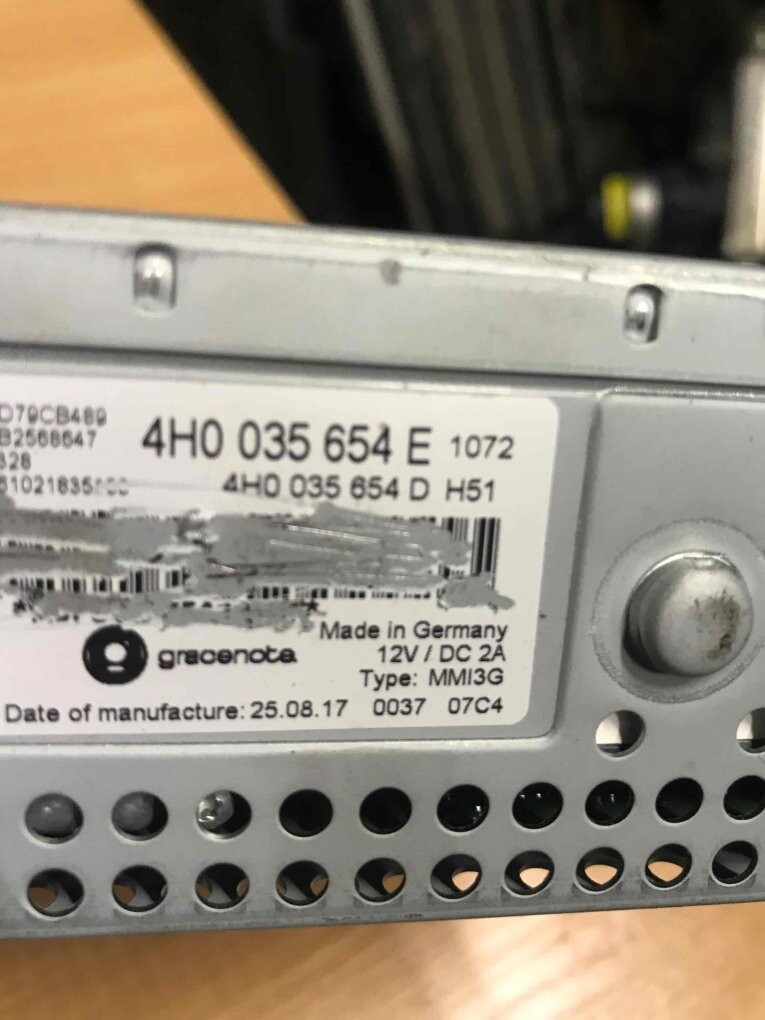 D79CB489
B2568647
328
4H0 035 654 E 1072
4H0 035 654 D H51
gracenote
Made in Germany
12V / DC 2A
Type: MMI3G
Date of manufacture: 25.08.17 0037 07C4